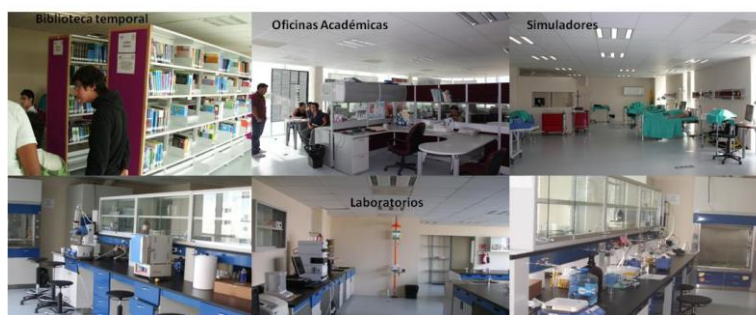 Biblioteca temporal
Oficinas Académicas
Simuladores
Laboratorios